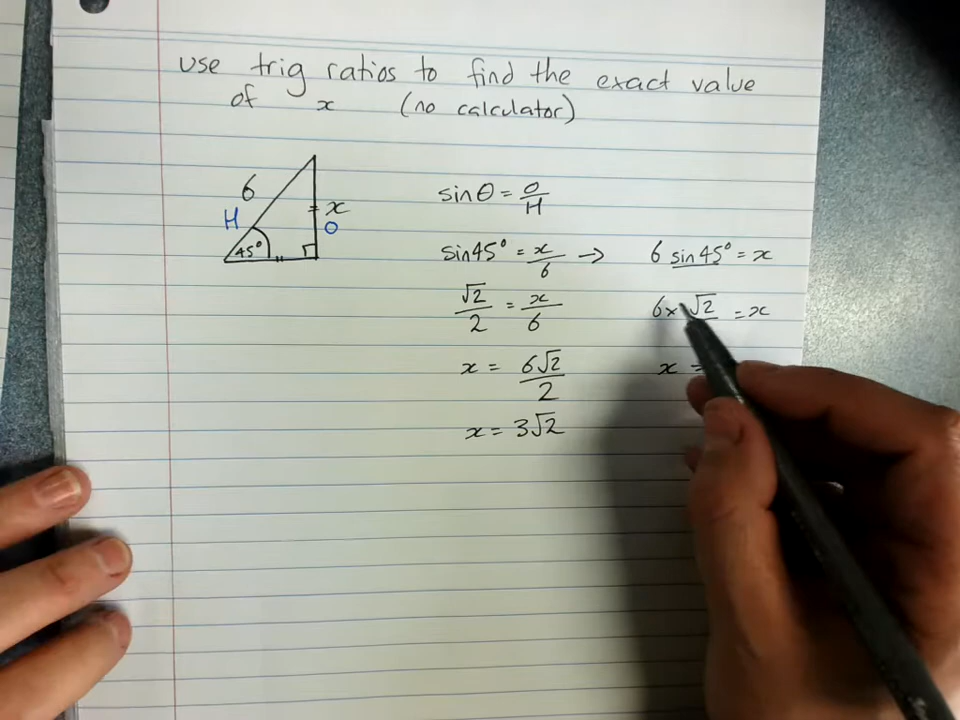 use trig ratios to find the exact value
of x (no calculator)
6
H
x
O
45°
sinθ = O/H
sin45° = x/6 → 6 sin45° = x
√2/2 = x/6
6 × √2 = x
x = 6√2/2
x =
x = 3√2